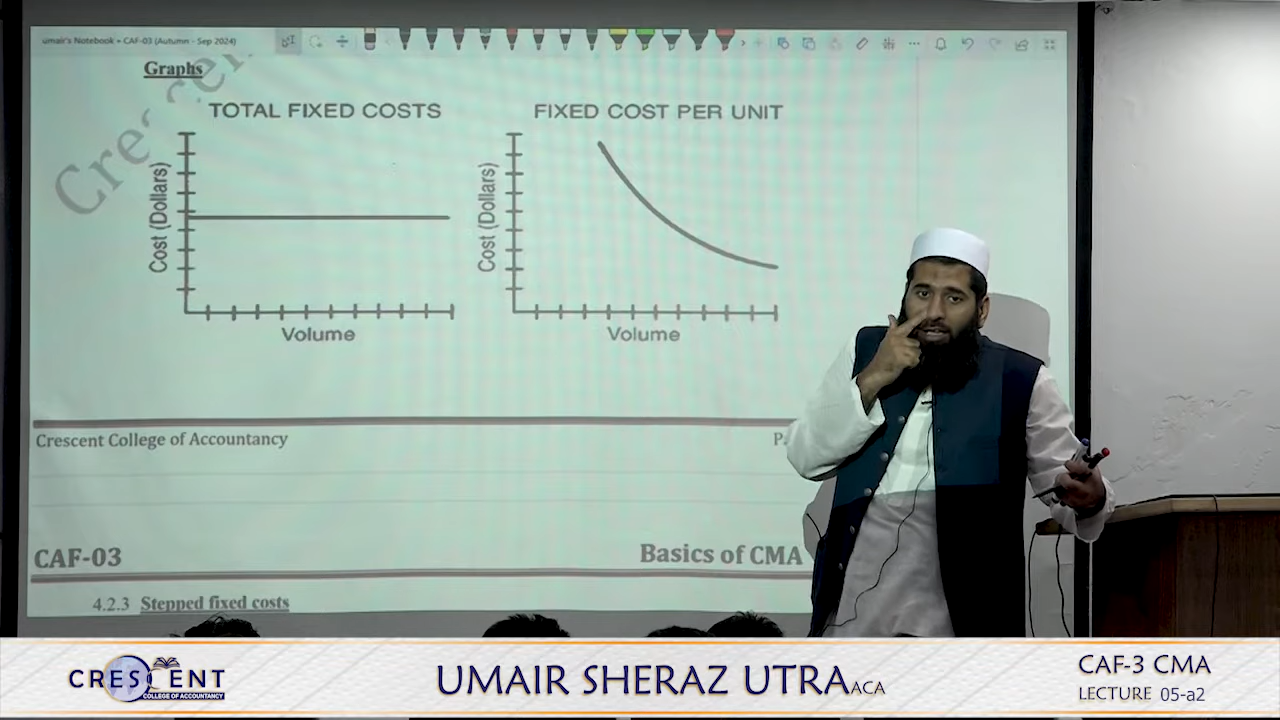 umair's Notebook » CAF-03 (Autumn - Sep 2024)
Graphs
Crescen
TOTAL FIXED COSTS
FIXED COST PER UNIT
Cost (Dollars)
Cost (Dollars)
Volume
Volume
Crescent College of Accountancy
P.
CAF-03
Basics of CMA
4.2.3 Stepped fixed costs
CRESCENT
COLLEGE OF ACCOUNTANCY
UMAIR SHERAZ UTRA ACA
CAF-3 CMA
LECTURE 05-a2